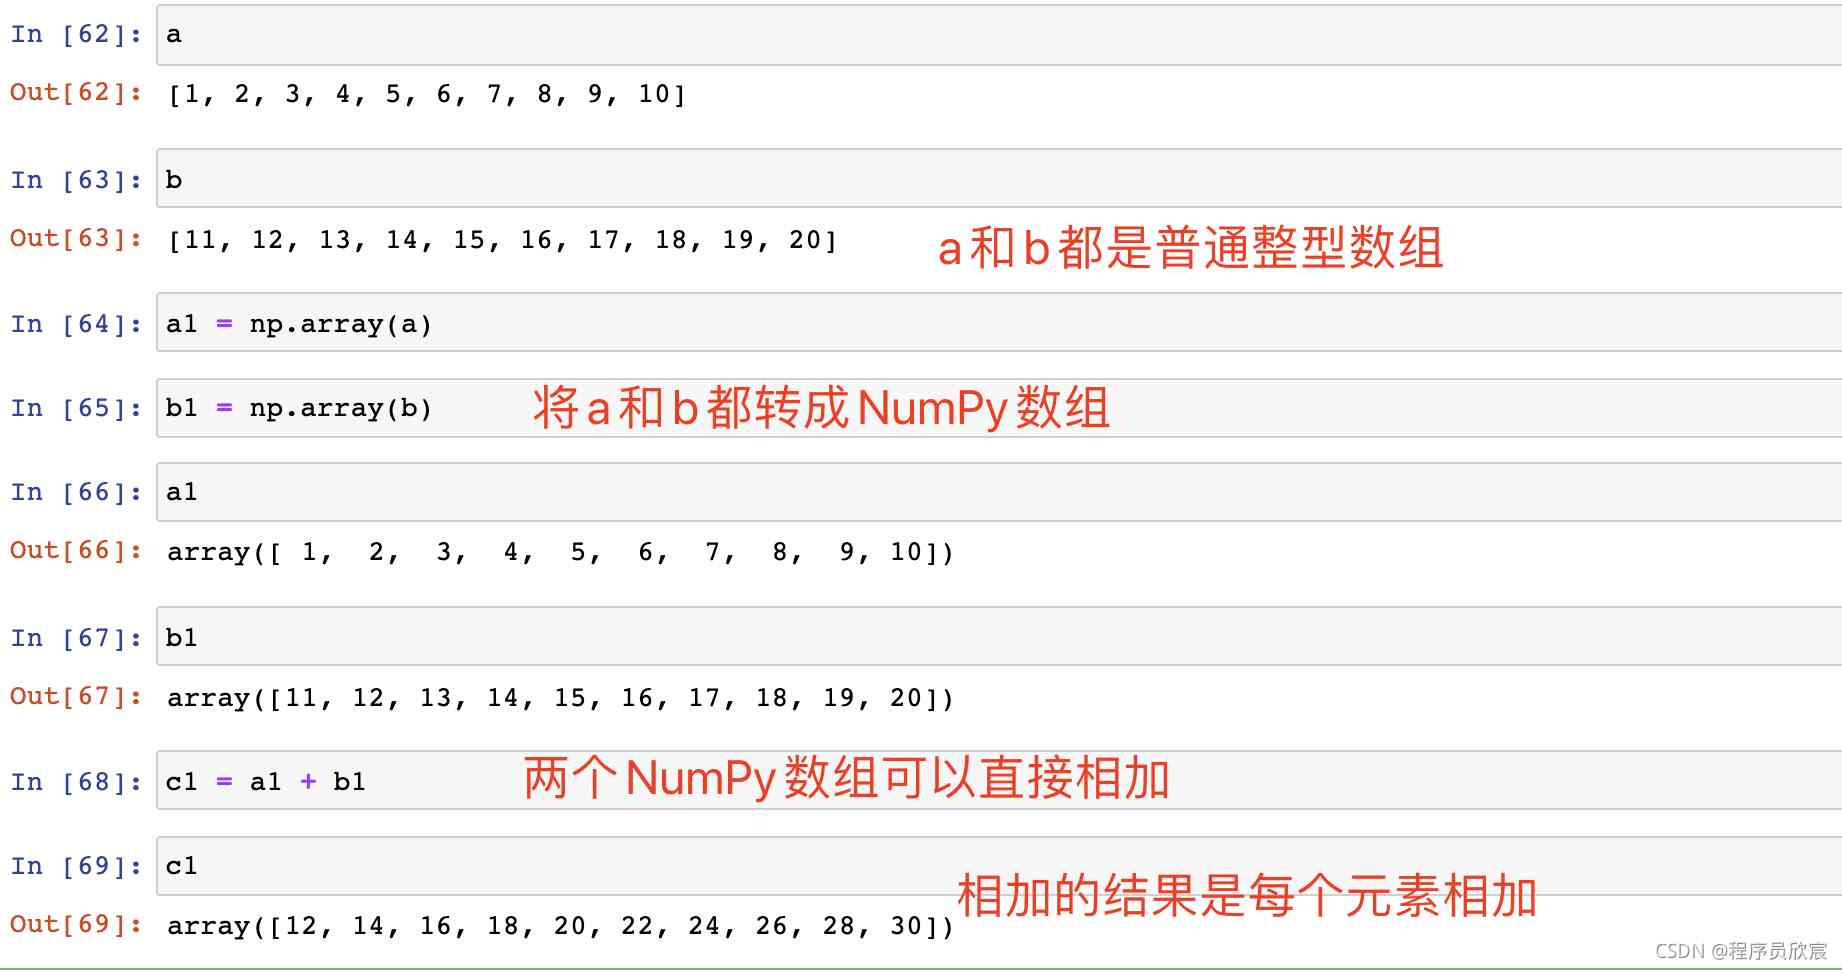 In [62]: a
Out[62]: [1, 2, 3, 4, 5, 6, 7, 8, 9, 10]
In [63]: b
Out[63]: [11, 12, 13, 14, 15, 16, 17, 18, 19, 20]
a和b都是普通整型数组
In [64]: a1 = np.array(a)
In [65]: b1 = np.array(b)
将a和b都转成NumPy数组
In [66]: a1
Out[66]: array([ 1,  2,  3,  4,  5,  6,  7,  8,  9, 10])
In [67]: b1
Out[67]: array([11, 12, 13, 14, 15, 16, 17, 18, 19, 20])
In [68]: c1 = a1 + b1
两个NumPy数组可以直接相加
In [69]: c1
相加的结果是每个元素相加
Out[69]: array([12, 14, 16, 18, 20, 22, 24, 26, 28, 30])
CSDN @程序员欣宸